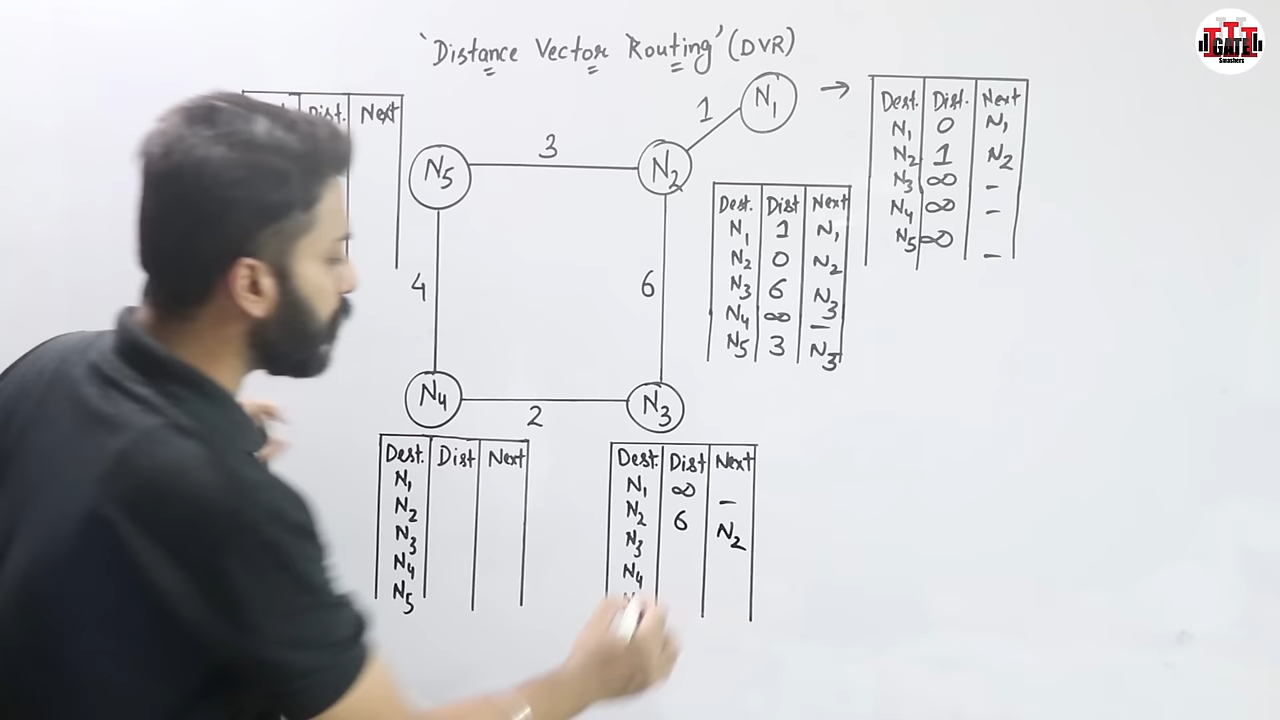 'Distance Vector Routing' (DVR)
GATE
Smashers
Dist. Next
N5 3 N2 1 N1 →
4 6
N4 2 N3
Dest. Dist. Next
N1 0 N1
N2 1 N2
N3 ∞ -
N4 ∞ -
N5 ∞ -
Dest. Dist Next
N1 1 N1
N2 0 N2
N3 6 N3
N4 ∞ -
N5 3 N3
Dest. Dist Next
N1
N2
N3
N4
N5
Dest. Dist Next
N1 ∞ -
N2 6 N2
N3
N4